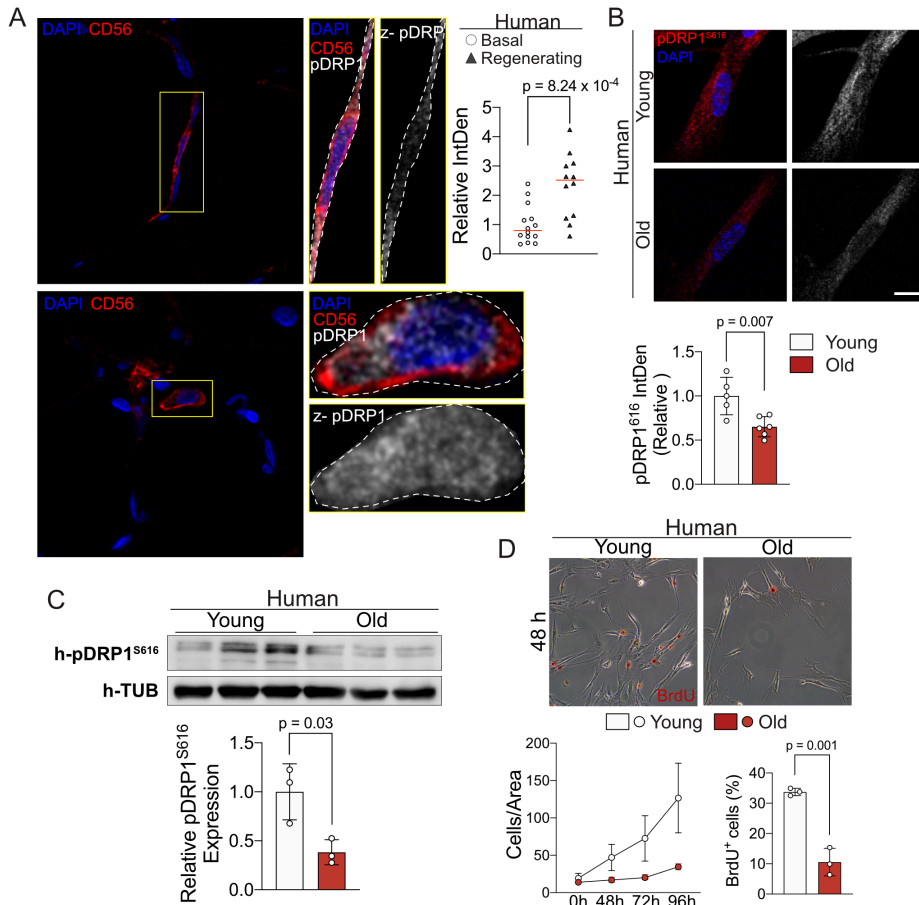 A
DAPI CD56
DAPI
CD56
pDRP1
z- pDRP
Human
Basal
Regenerating
p = 8.24 x 10-4
Relative IntDen
5
4
3
2
1
0
DAPI CD56
DAPI
CD56
pDRP1
z- pDRP1
B
Human
Young
Old
pDRP1S616
DAPI
p = 0.007
Young
Old
pDRP1616 IntDen
(Relative )
1.5
1.0
0.5
0.0
C
Human
Young Old
h-pDRP1S616
h-TUB
p = 0.03
Relative pDRP1S616
Expression
1.5
1.0
0.5
0.0
D
Human
Young Old
48 h
BrdU
Young Old
Cells/Area
200
150
100
50
0
0h 48h 72h 96h
p = 0.001
BrdU+ cells (%)
40
30
20
10
0